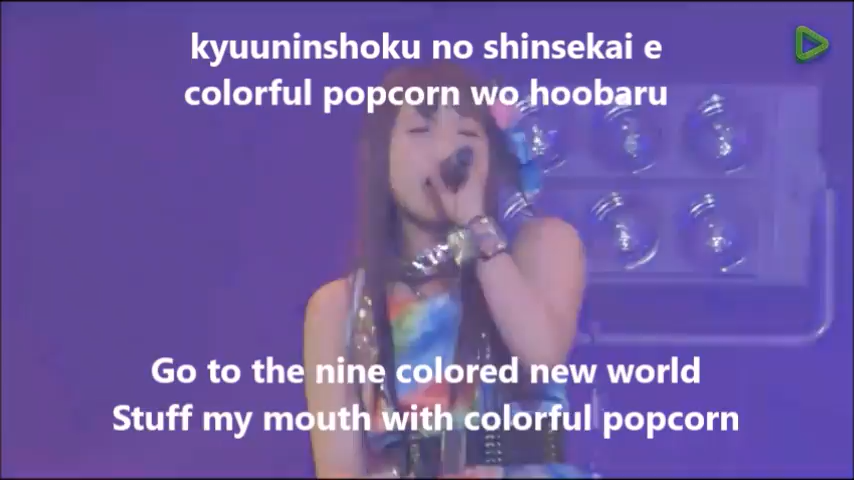 kyuuninshoku no shinsekai e
colorful popcorn wo hoobaru
Go to the nine colored new world
Stuff my mouth with colorful popcorn